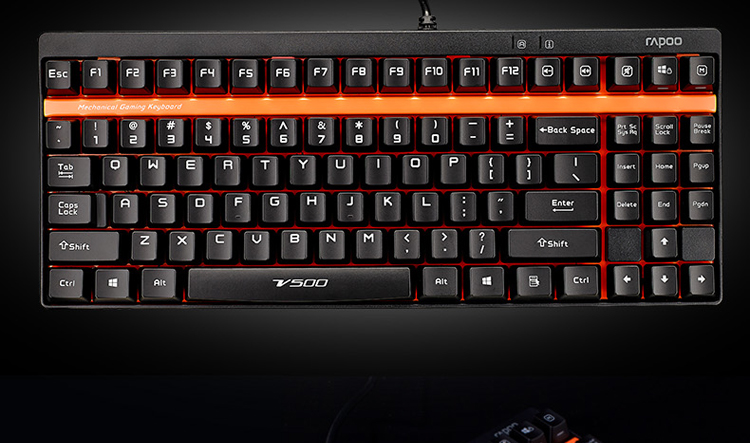 rapoo
Esc F1 F2 F3 F4 F5 F6 F7 F8 F9 F10 F11 F12 M
Mechanical Gaming Keyboard
~ ! @ # $ % ^ & * ( ) - + Back Space Prt Sc Scroll Pause
. 1 2 3 4 5 6 7 8 9 0 - = Sys Rq Lock Break
Tab Q W E R T Y U I O P { } | Insert Home Pgup
[ ] \
Caps Lock A S D F G H J K L : " Enter Delete End Pgdn
; '
Shift Z X C V B N M < > ? Shift
, . /
Ctrl Alt V500 Alt Ctrl
rapoo